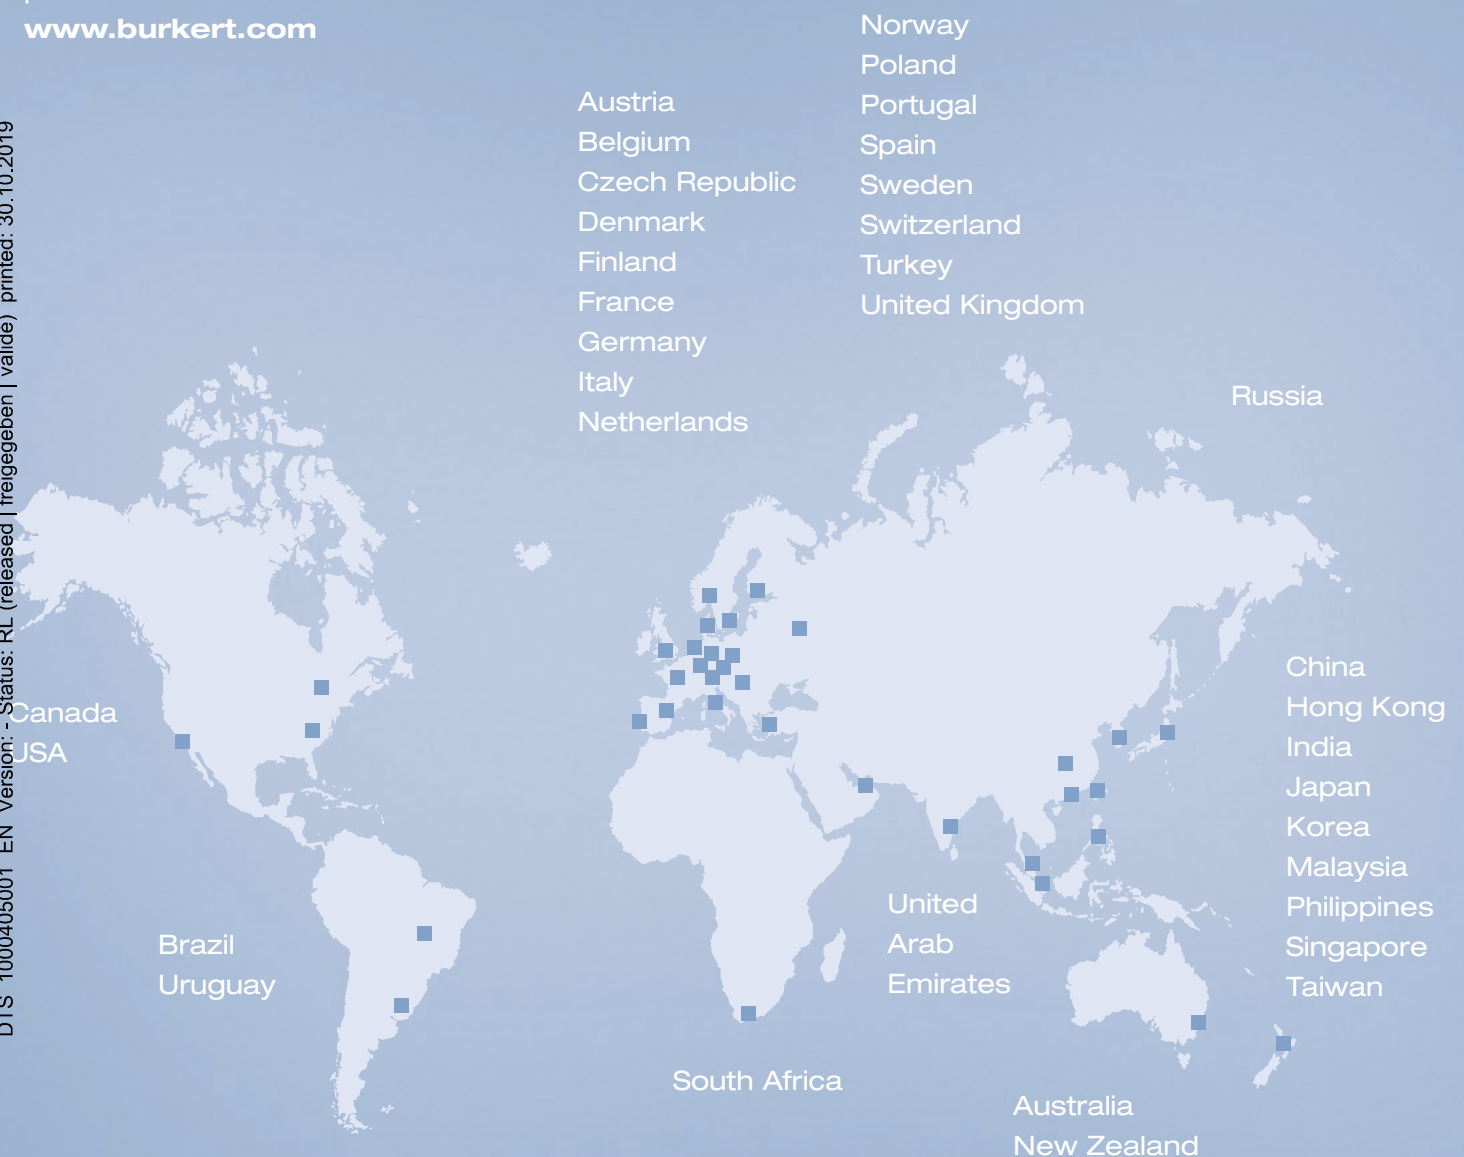 www.burkert.com
Austria
Belgium
Czech Republic
Denmark
Finland
France
Germany
Italy
Netherlands
Norway
Poland
Portugal
Spain
Sweden
Switzerland
Turkey
United Kingdom
Russia
Canada
USA
China
Hong Kong
India
Japan
Korea
Malaysia
Philippines
Singapore
Taiwan
Brazil
Uruguay
United
Arab
Emirates
South Africa
Australia
New Zealand
DTS 1000405001 EN Version: - Status: RL (released | freigegeben | validé) printed: 30.10.2019